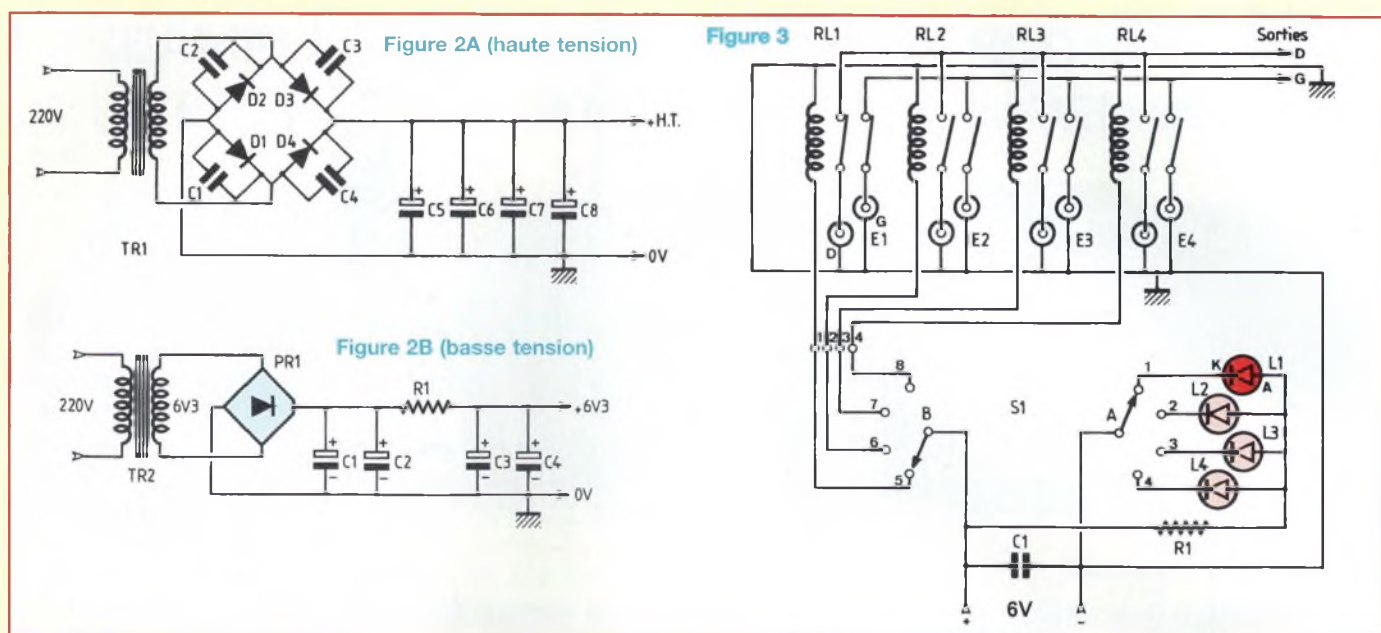 Figure 2A (haute tension)
C2
C3
D2 D3
220V
+H.T.
D1 D4
C1
C4
+ + + +
C5 C6 C7 C8
TR1
0V
Figure 2B (basse tension)
PR1
R1
220V
6V3
+6V3
+ + + +
C1 C2 C3 C4
- - - -
TR2
0V
Figure 3
RL1 RL2 RL3 RL4 Sorties
D
G
G
D
E1 E2 E3 E4
1 2 3 4
8
7
6
5
B
S1
A
1
2
3
4
K
L1
A
L2
L3
L4
R1
C1
+ 6V -